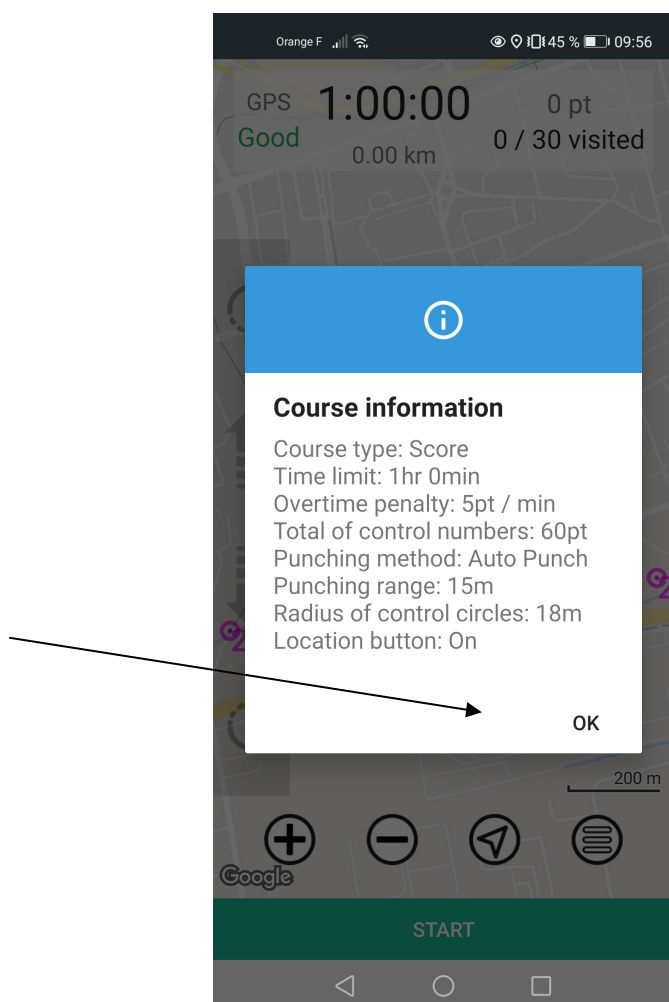 Orange F 45 % 09:56
GPS 1:00:00 0 pt
Good 0.00 km 0 / 30 visited
Course information
Course type: Score
Time limit: 1hr 0min
Overtime penalty: 5pt / min
Total of control numbers: 60pt
Punching method: Auto Punch
Punching range: 15m
Radius of control circles: 18m
Location button: On
OK
200 m
Google
START